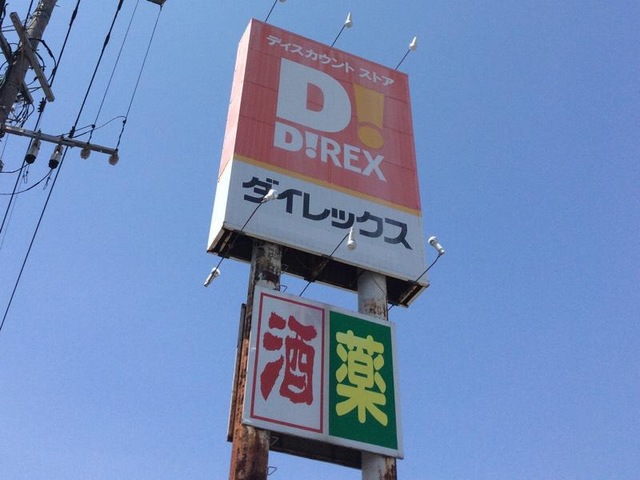 ディスカウント ストア
D!
D!REX
ダイレックス
酒 薬